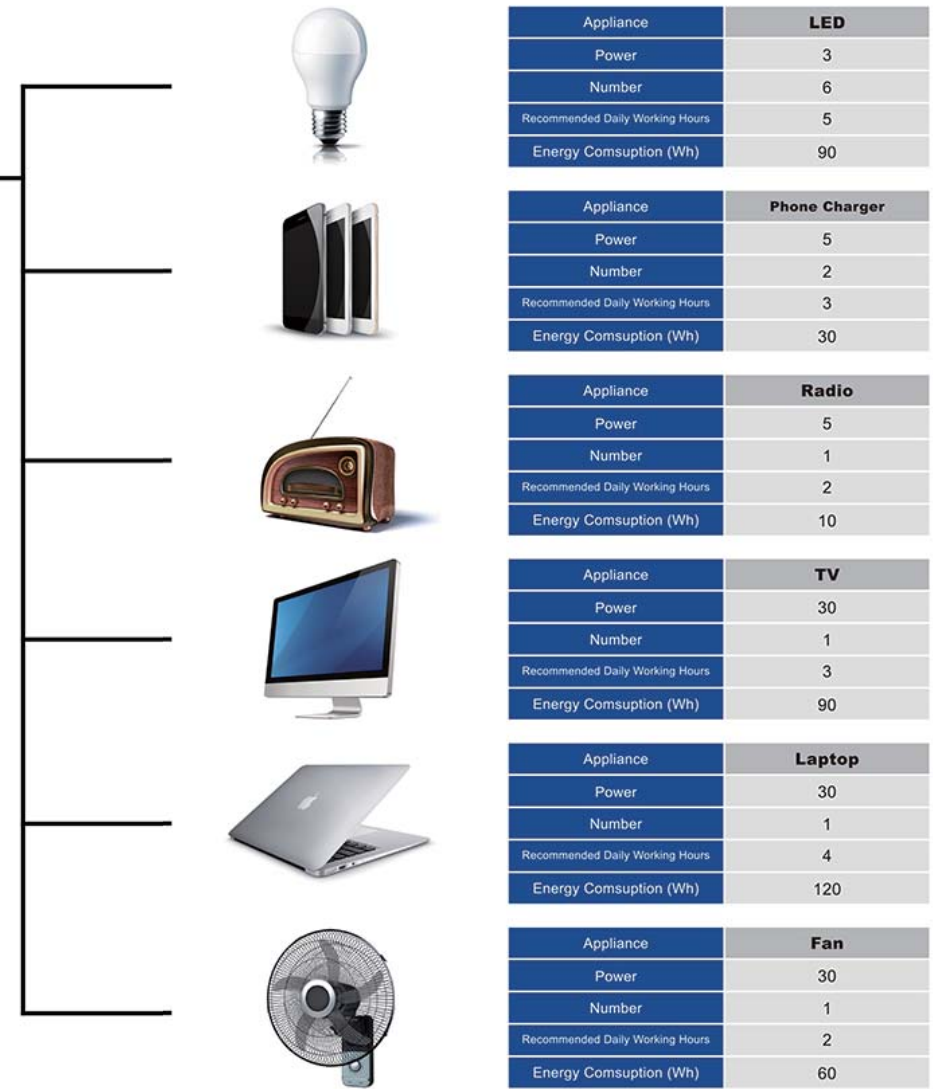 Appliance LED
Power 3
Number 6
Recommended Daily Working Hours 5
Energy Comsuption (Wh) 90
Appliance Phone Charger
Power 5
Number 2
Recommended Daily Working Hours 3
Energy Comsuption (Wh) 30
Appliance Radio
Power 5
Number 1
Recommended Daily Working Hours 2
Energy Comsuption (Wh) 10
Appliance TV
Power 30
Number 1
Recommended Daily Working Hours 3
Energy Comsuption (Wh) 90
Appliance Laptop
Power 30
Number 1
Recommended Daily Working Hours 4
Energy Comsuption (Wh) 120
Appliance Fan
Power 30
Number 1
Recommended Daily Working Hours 2
Energy Comsuption (Wh) 60